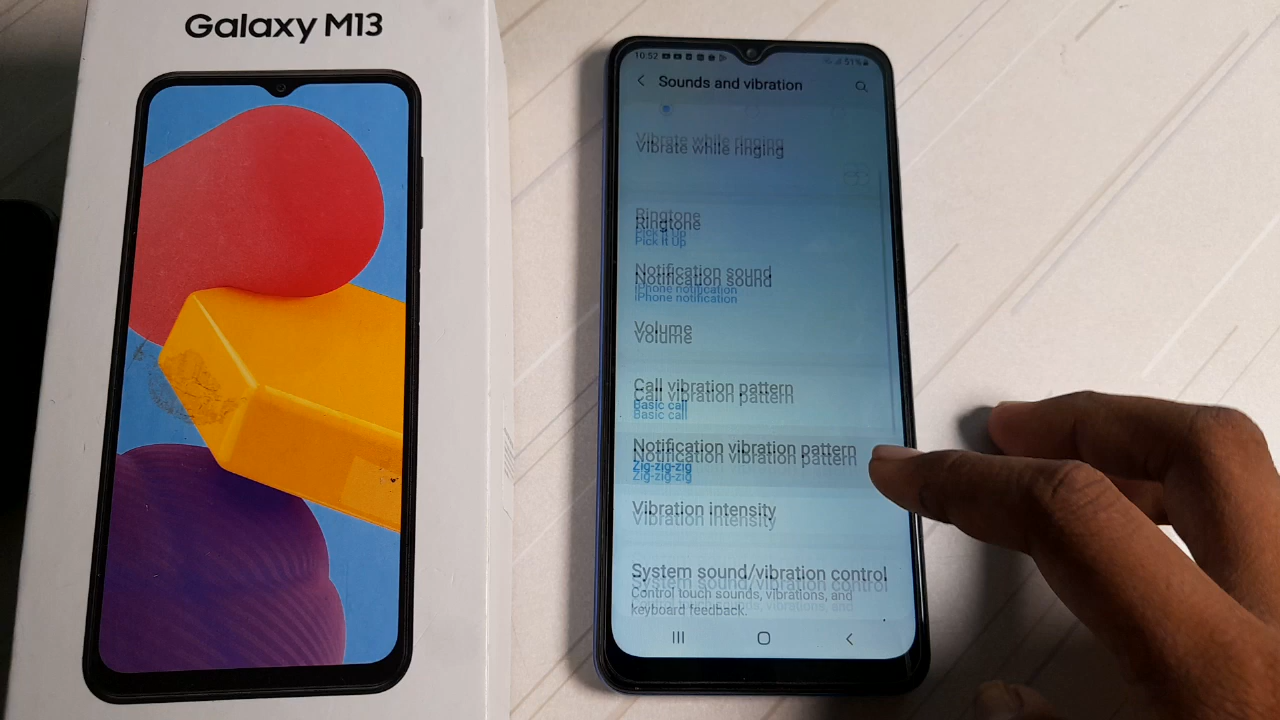 Galaxy M13
10:52
51%
Sounds and vibration
Vibrate while ringing
Ringtone
Pick It Up
Notification sound
iPhone notification
Volume
Call vibration pattern
Basic call
Notification vibration pattern
Zig-zig-zig
Vibration intensity
System sound/vibration control
Control touch sounds, vibrations, and
keyboard feedback.